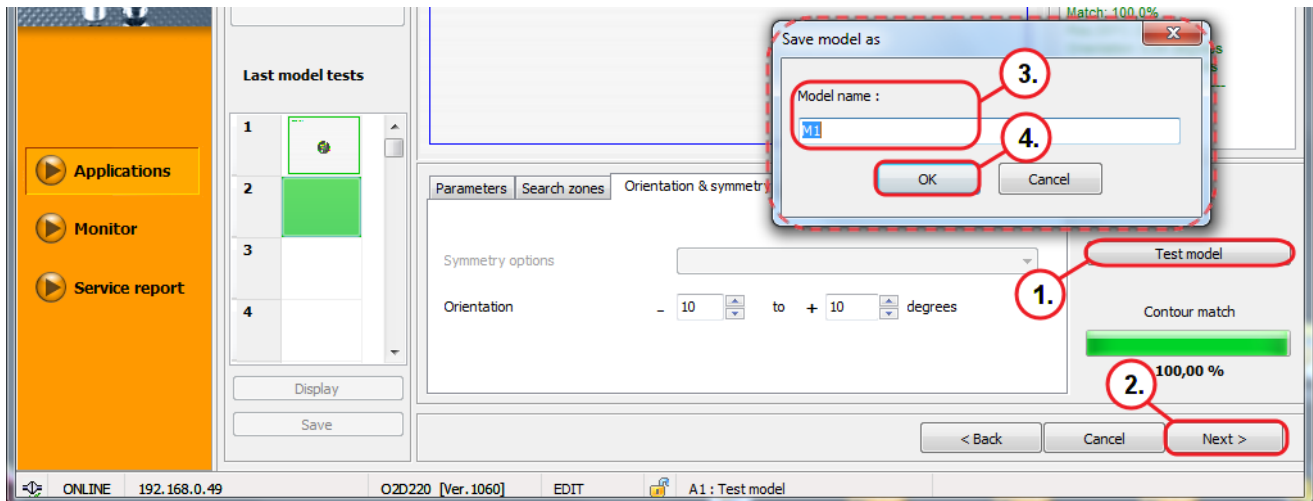 Match: 100,0%
Save model as
x
3.
Last model tests
Model name :
1
M1
4.
Applications
OK
Cancel
2
Parameters
Search zones
Orientation & symmetry
Monitor
3
Symmetry options
Test model
Service report
1.
4
Orientation
- 10 to + 10 degrees
Contour match
100,00 %
2.
Display
Save
< Back
Cancel
Next >
ONLINE
192.168.0.49
O2D220 [Ver.1060]
EDIT
A1 : Test model